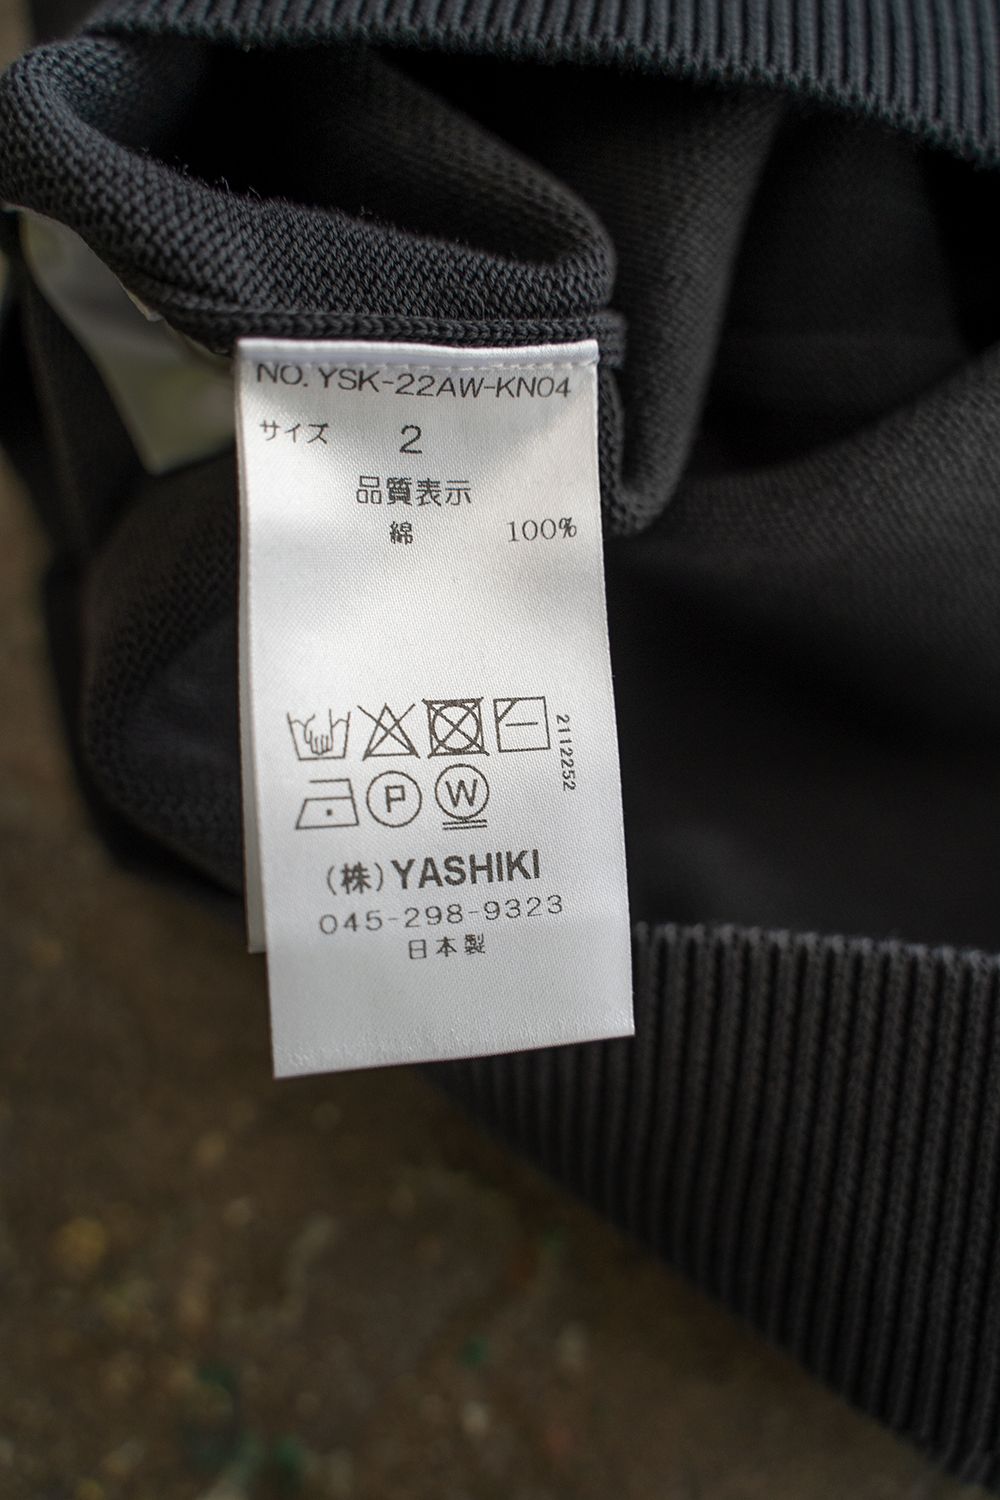 NO. YSK-22AW-KN04
サイズ 2
品質表示
綿 100%
2112252
P W
(株)YASHIKI
045-298-9323
日本製